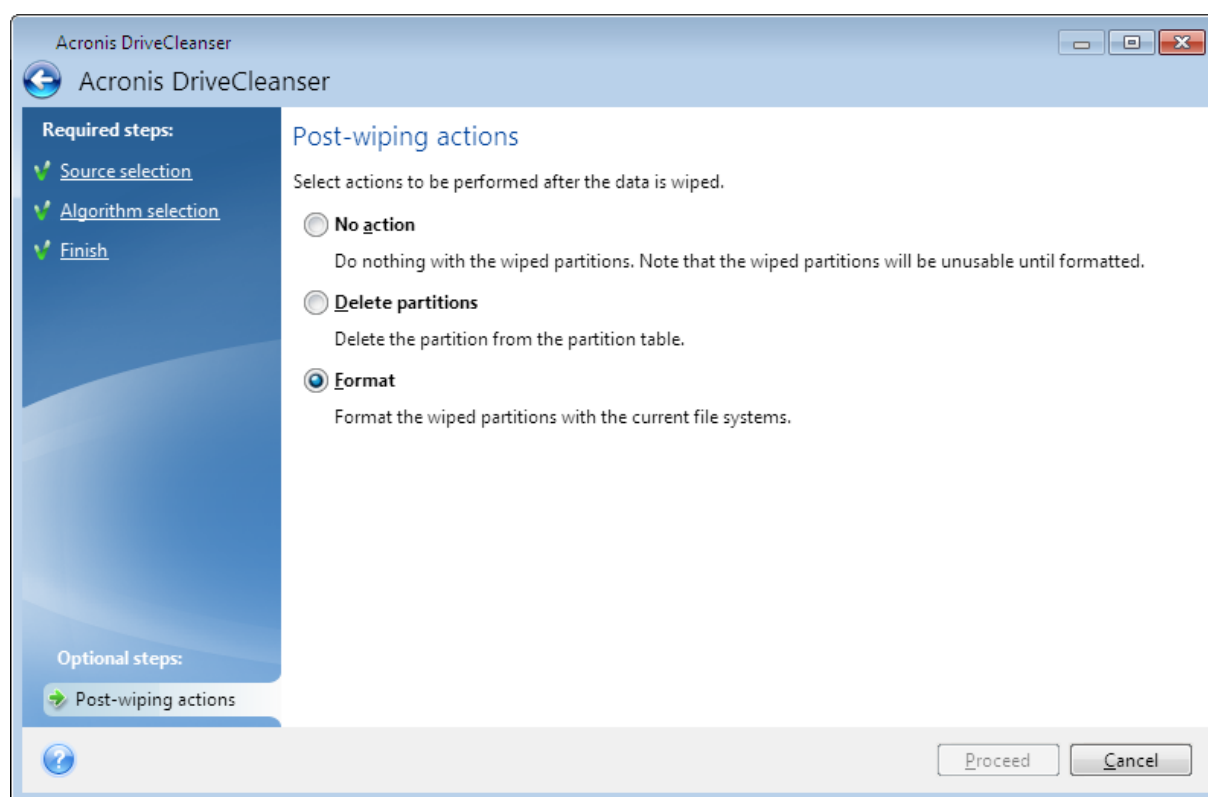 Acronis DriveCleanser
Acronis DriveCleanser
Required steps:
Source selection
Algorithm selection
Finish
Post-wiping actions
Select actions to be performed after the data is wiped.
No action
Do nothing with the wiped partitions. Note that the wiped partitions will be unusable until formatted.
Delete partitions
Delete the partition from the partition table.
Format
Format the wiped partitions with the current file systems.
Optional steps:
Post-wiping actions
?
Proceed
Cancel